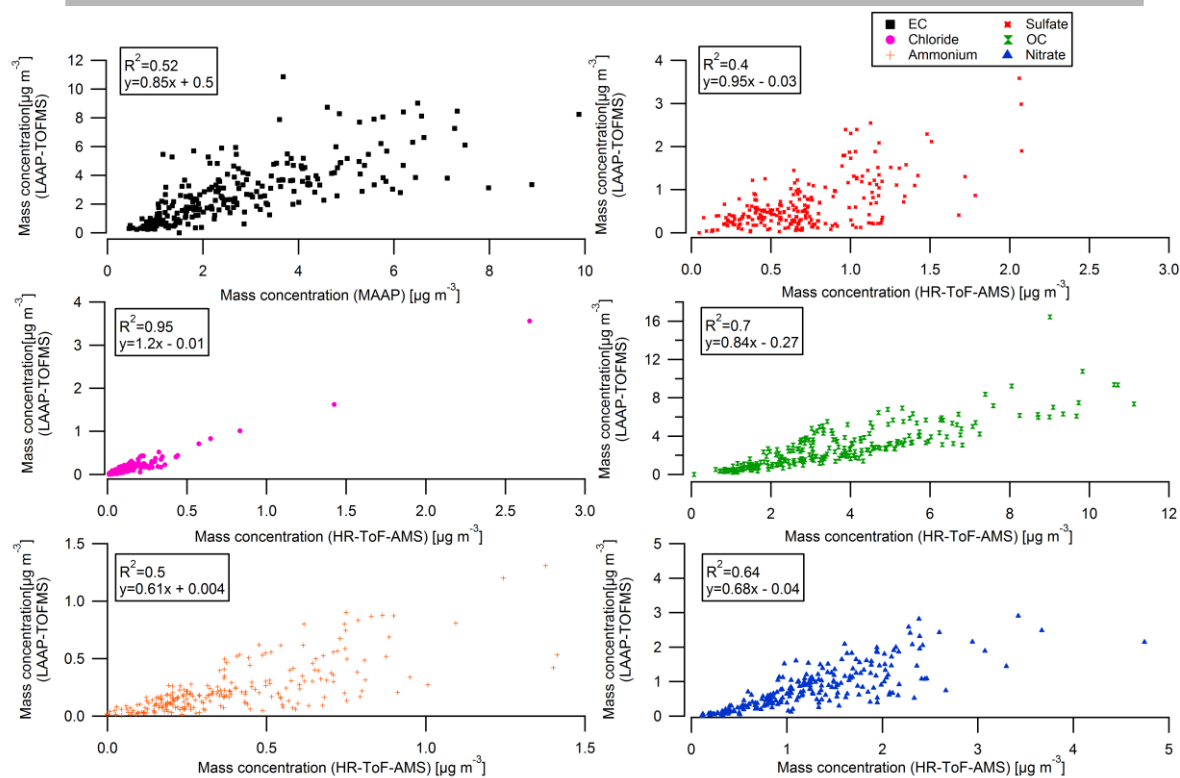 EC
Sulfate
Chloride
OC
Ammonium
Nitrate
Mass concentration[µg m⁻³]
(LAAP-TOFMS)
12
10
8
6
4
2
0
R²=0.52
y=0.85x + 0.5
0 2 4 6 8 10
Mass concentration (MAAP) [µg m⁻³]
Mass concentration[µg m⁻³]
(LAAP-TOFMS)
4
3
2
1
0
R²=0.4
y=0.95x - 0.03
0.0 0.5 1.0 1.5 2.0 2.5 3.0
Mass concentration (HR-ToF-AMS) [µg m⁻³]
Mass concentration[µg m⁻³]
(LAAP-TOFMS)
4
3
2
1
0
R²=0.95
y=1.2x - 0.01
0.0 0.5 1.0 1.5 2.0 2.5 3.0
Mass concentration (HR-ToF-AMS) [µg m⁻³]
Mass concentration[µg m⁻³]
(LAAP-TOFMS)
16
12
8
4
0
R²=0.7
y=0.84x - 0.27
0 2 4 6 8 10 12
Mass concentration (HR-ToF-AMS) [µg m⁻³]
Mass concentration[µg m⁻³]
(LAAP-TOFMS)
1.5
1.0
0.5
0.0
R²=0.5
y=0.61x + 0.004
0.0 0.5 1.0 1.5
Mass concentration (HR-ToF-AMS) [µg m⁻³]
Mass concentration[µg m⁻³]
(LAAP-TOFMS)
5
4
3
2
1
0
R²=0.64
y=0.68x - 0.04
0 1 2 3 4 5
Mass concentration (HR-ToF-AMS) [µg m⁻³]